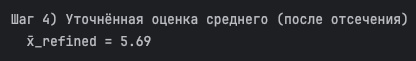 Шаг 4) Уточнённая оценка среднего (после отсечения)
x̄_refined = 5.69